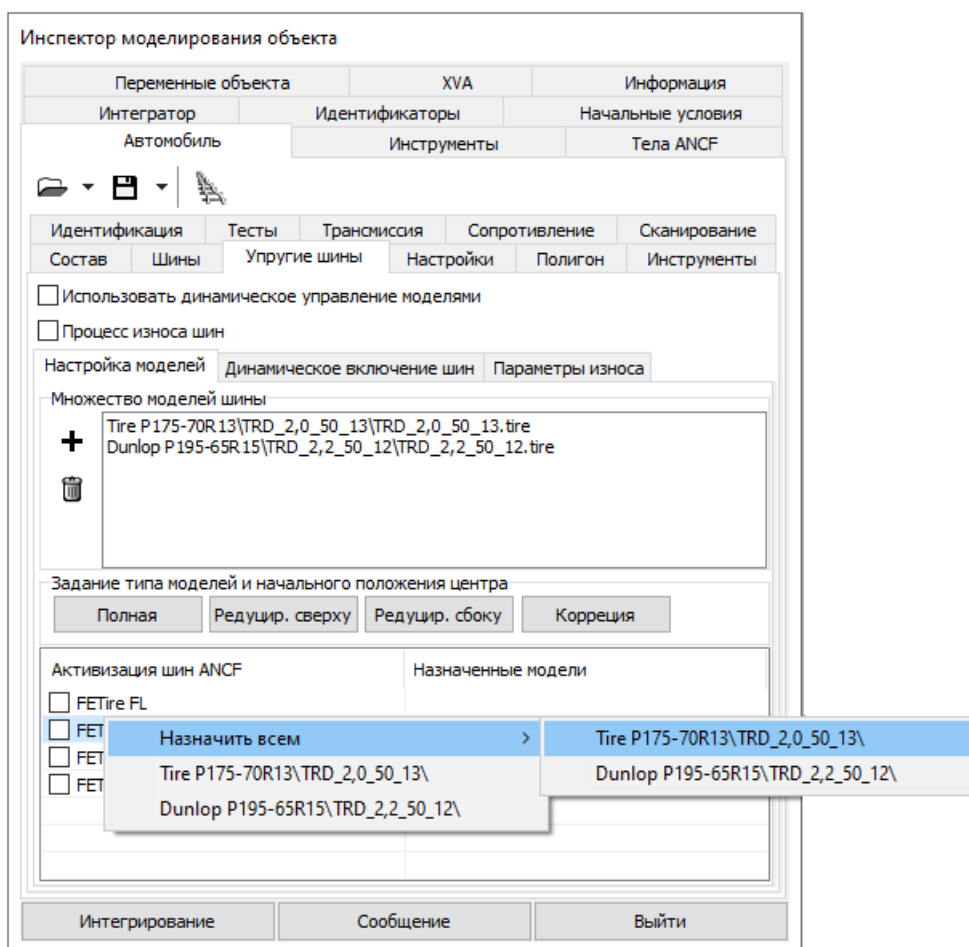 Инспектор моделирования объекта
Переменные объекта XVA Информация
Интегратор Идентификаторы Начальные условия
Автомобиль Инструменты Тела ANCF
Идентификация Тесты Трансмиссия Сопротивление Сканирование
Состав Шины Упругие шины Настройки Полигон Инструменты
Использовать динамическое управление моделями
Процесс износа шин
Настройка моделей Динамическое включение шин Параметры износа
Множество моделей шины
Tire P175-70R13\TRD_2,0_50_13\TRD_2,0_50_13.tire
Dunlop P195-65R15\TRD_2,2_50_12\TRD_2,2_50_12.tire
Задание типа моделей и начального положения центра
Полная Редуцир. сверху Редуцир. сбоку Корреция
Активизация шин ANCF Назначенные модели
FETire FL
FET
Назначить всем Tire P175-70R13\TRD_2,0_50_13\
FET
Tire P175-70R13\TRD_2,0_50_13\ Dunlop P195-65R15\TRD_2,2_50_12\
FET
Dunlop P195-65R15\TRD_2,2_50_12\
Интегрирование Сообщение Выйти